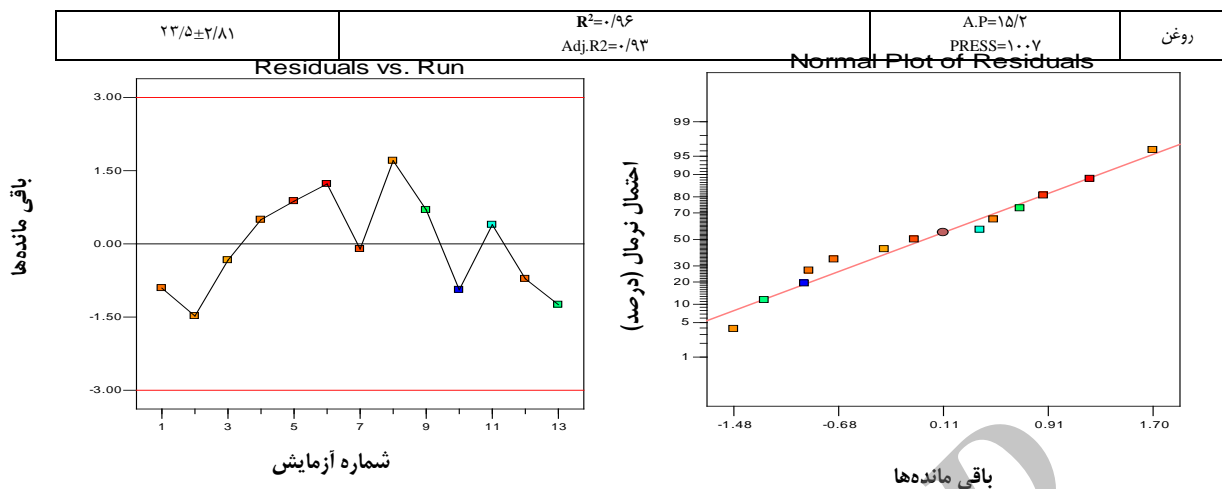 روغن
A.P=۱۵/۲
PRESS=۱۰۰۷
R²=۰/۹۶
Adj.R2=۰/۹۳
۲۳/۵±۲/۸۱
Residuals vs. Run
3.00
1.50
0.00
-1.50
-3.00
1 3 5 7 9 11 13
باقی مانده‌ها
شماره آزمایش
Normal Plot of Residuals
99
95
90
80
70
50
30
20
10
5
1
-1.48 -0.68 0.11 0.91 1.70
احتمال نرمال (درصد)
باقی مانده‌ها